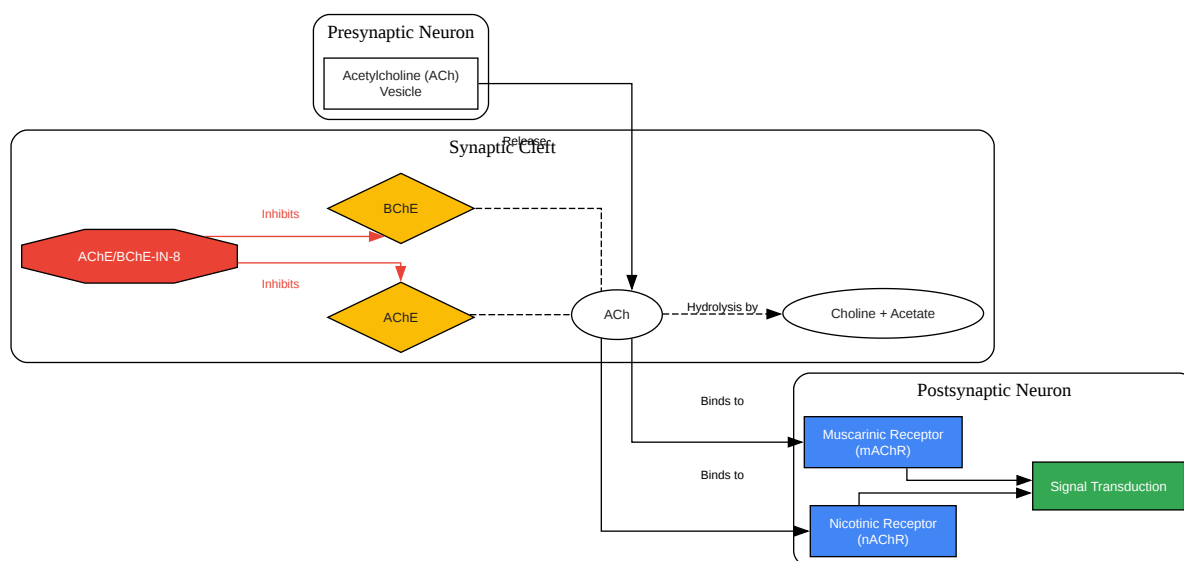 Presynaptic Neuron
Acetylcholine (ACh)
Vesicle
Release
Synaptic Cleft
BChE
Inhibits
AChE/BChE-IN-8
Inhibits
AChE
ACh
Hydrolysis by
Choline + Acetate
Postsynaptic Neuron
Binds to
Muscarinic Receptor
(mAChR)
Binds to
Signal Transduction
Nicotinic Receptor
(nAChR)